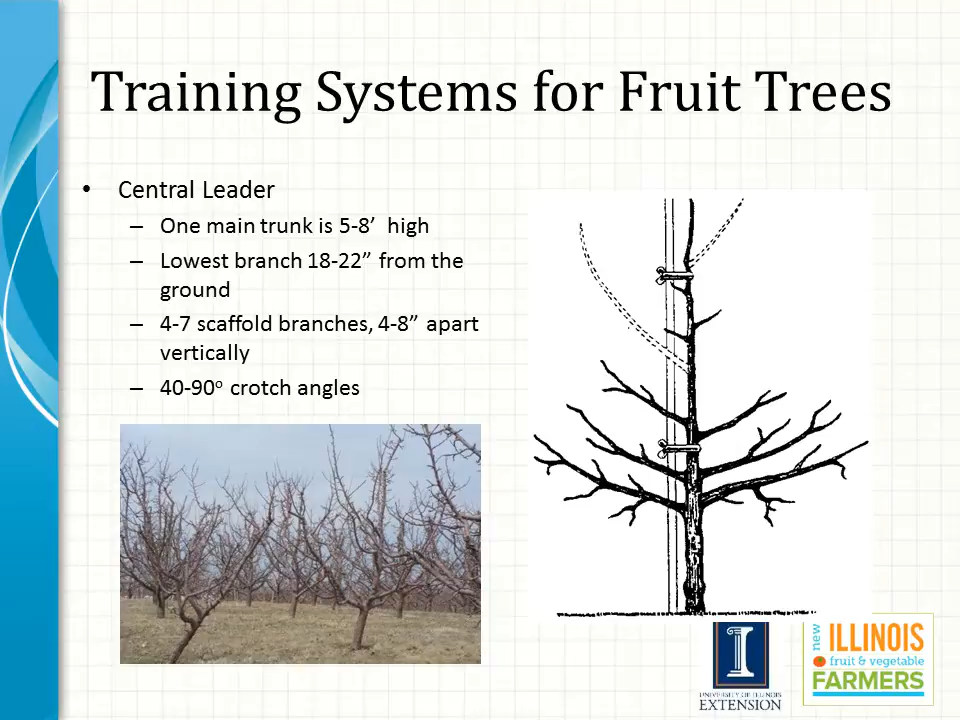 Training Systems for Fruit Trees
• Central Leader
– One main trunk is 5-8’ high
– Lowest branch 18-22” from the
ground
– 4-7 scaffold branches, 4-8” apart
vertically
– 40-90° crotch angles
I
UNIVERSITY OF ILLINOIS
EXTENSION
new
ILLINOIS
fruit & vegetable
FARMERS